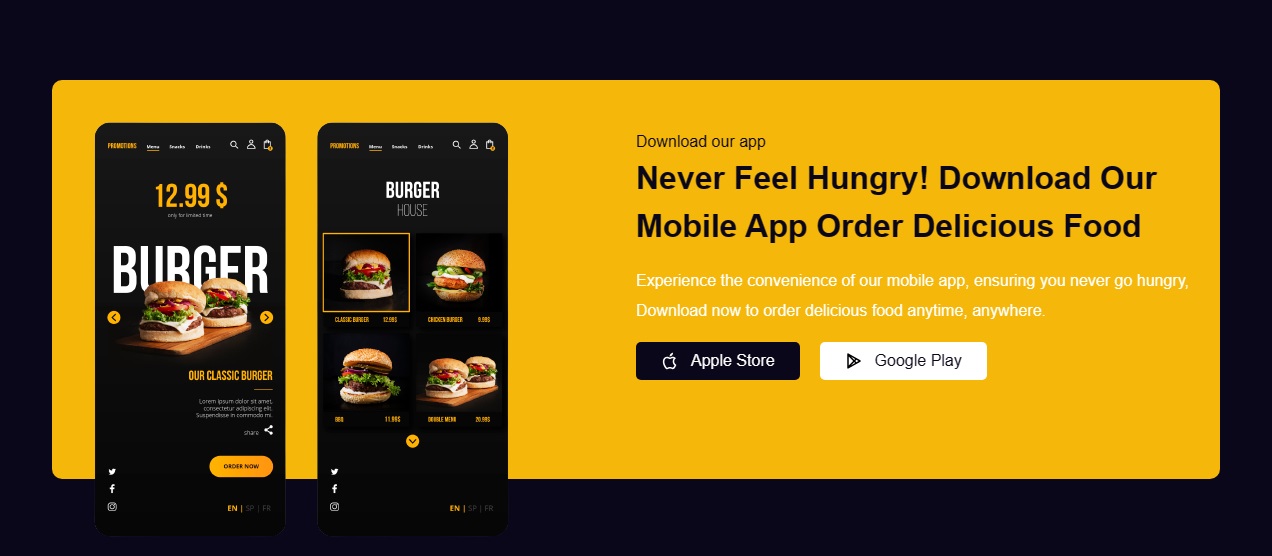 PROMOTIONS Menu Snacks Drinks
12.99 $
only for limited time
BURGER
OUR CLASSIC BURGER
Lorem ipsum dolor sit amet,
consectetur adipiscing elit.
Suspendisse in commodo mi.
share
ORDER NOW
EN | SP | FR
PROMOTIONS Menu Snacks Drinks
BURGER
HOUSE
CLASSIC BURGER 12.99$
CHICKEN BURGER 9.99$
BBQ 11.99$
DOUBLE MENU 20.99$
EN | SP | FR
Download our app
Never Feel Hungry! Download Our
Mobile App Order Delicious Food
Experience the convenience of our mobile app, ensuring you never go hungry,
Download now to order delicious food anytime, anywhere.
Apple Store
Google Play